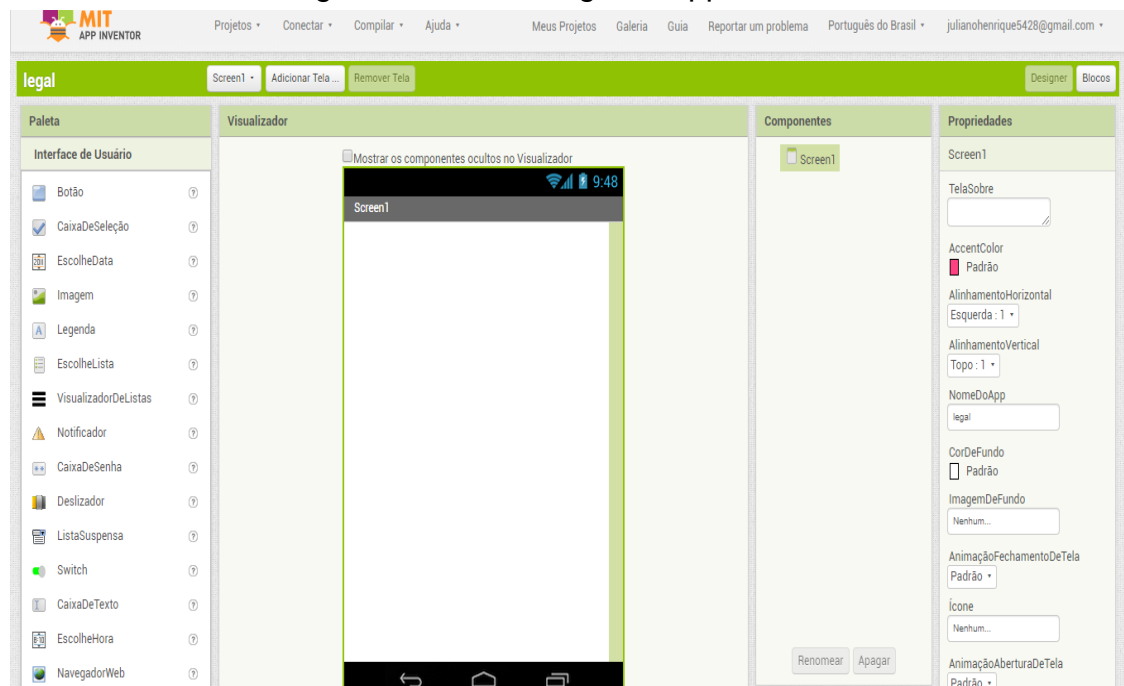 MIT
APP INVENTOR
Projetos Conectar Compilar Ajuda Meus Projetos Galeria Guia Reportar um problema Português do Brasil julianohenrique5428@gmail.com
legal Screen1 Adicionar Tela ... Remover Tela Designer Blocos
Paleta
Interface de Usuário
Botão
CaixaDeSeleção
EscolheData
Imagem
Legenda
EscolheLista
VisualizadorDeListas
Notificador
CaixaDeSenha
Deslizador
ListaSuspensa
Switch
CaixaDeTexto
EscolheHora
NavegadorWeb
Visualizador
Mostrar os componentes ocultos no Visualizador
9:48
Screen1
Componentes
Screen1
Renomear Apagar
Propriedades
Screen1
TelaSobre
AccentColor
Padrão
AlinhamentoHorizontal
Esquerda : 1
AlinhamentoVertical
Topo : 1
NomeDoApp
legal
CorDeFundo
Padrão
ImagemDeFundo
Nenhum...
AnimaçãoFechamentoDeTela
Padrão
Ícone
Nenhum...
AnimaçãoAberturaDeTela
Padrão